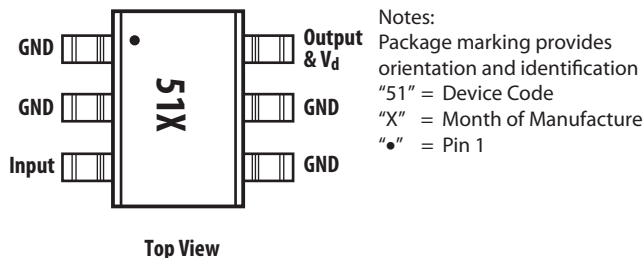 GND
GND
Input
51X
Output
& Vd
GND
GND
Top View
Notes:
Package marking provides
orientation and identification
“51” = Device Code
“X” = Month of Manufacture
“•” = Pin 1